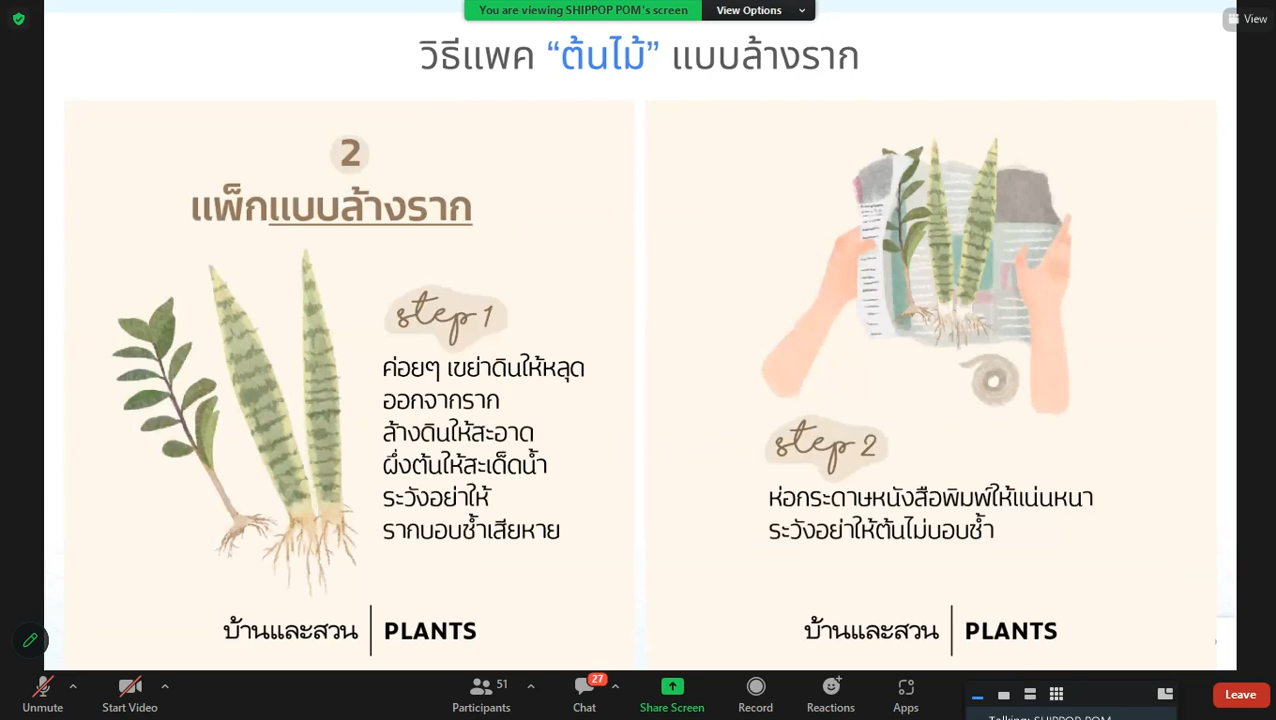 You are viewing SHIPPOP POM's screen
View Options
View
วิธีแพค “ต้นไม้” แบบล้างราก
2
แพ็กแบบล้างราก
step 1
ค่อยๆ เขย่าดินให้หลุด
ออกจากราก
ล้างดินให้สะอาด
ผึ่งต้นให้สะเด็ดน้ำ
ระวังอย่าให้
รากบอบช้ำเสียหาย
บ้านและสวน | PLANTS
step 2
ห่อกระดาษหนังสือพิมพ์ให้แน่นหนา
ระวังอย่าให้ต้นไม่บอบช้ำ
บ้านและสวน | PLANTS
Unmute
Start Video
51
Participants
27
Chat
Share Screen
Record
Reactions
Apps
Talking: SHIPPOP POM
Leave